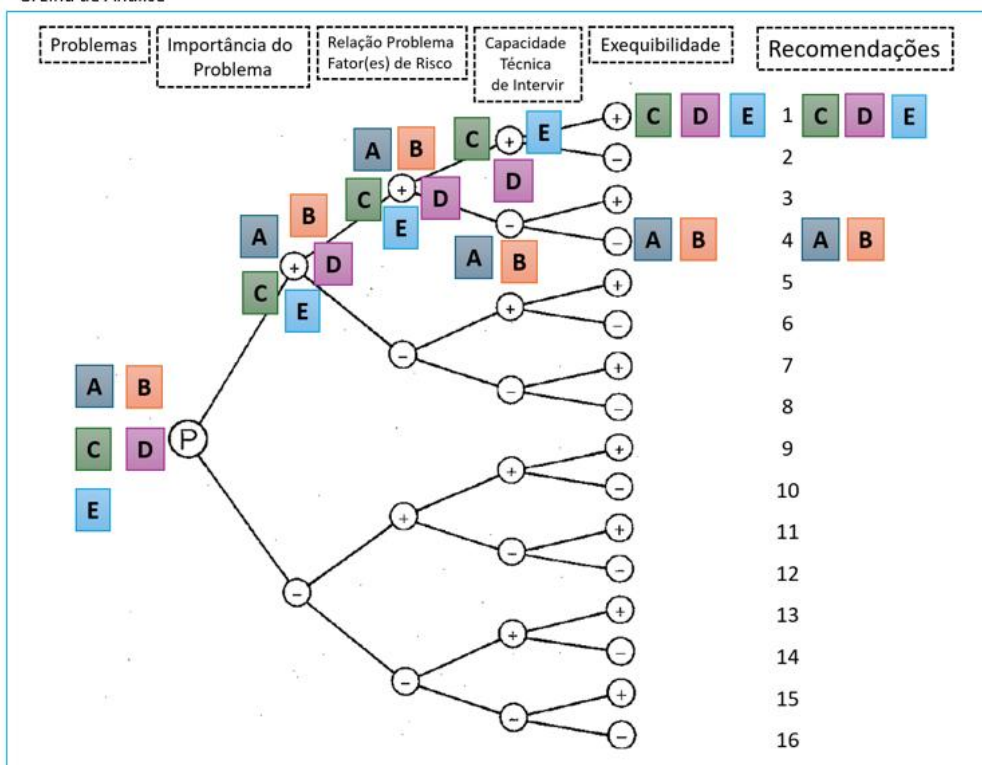 Problemas
Importância do
Problema
Relação Problema
Fator(es) de Risco
Capacidade
Técnica
de Intervir
Exequibilidade
Recomendações
+ C D E 1 C D E
C + E
A B
- 2
D
+ 3
C + D
B
E
-
A
- A B 4 A B
A B
+ D
+ 5
C
E
+
- 6
-
+ 7
A B
-
- 8
P
C D
+ 9
+
- 10
E
+
+ 11
-
- 12
-
+ 13
+
- 14
-
+ 15
-
- 16